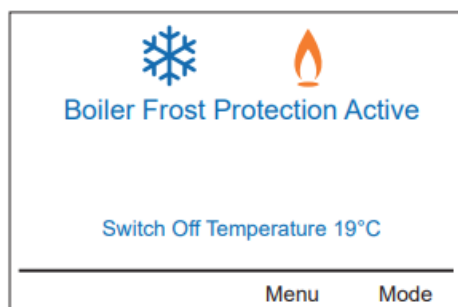 Boiler Frost Protection Active
Switch Off Temperature 19°C
Menu Mode